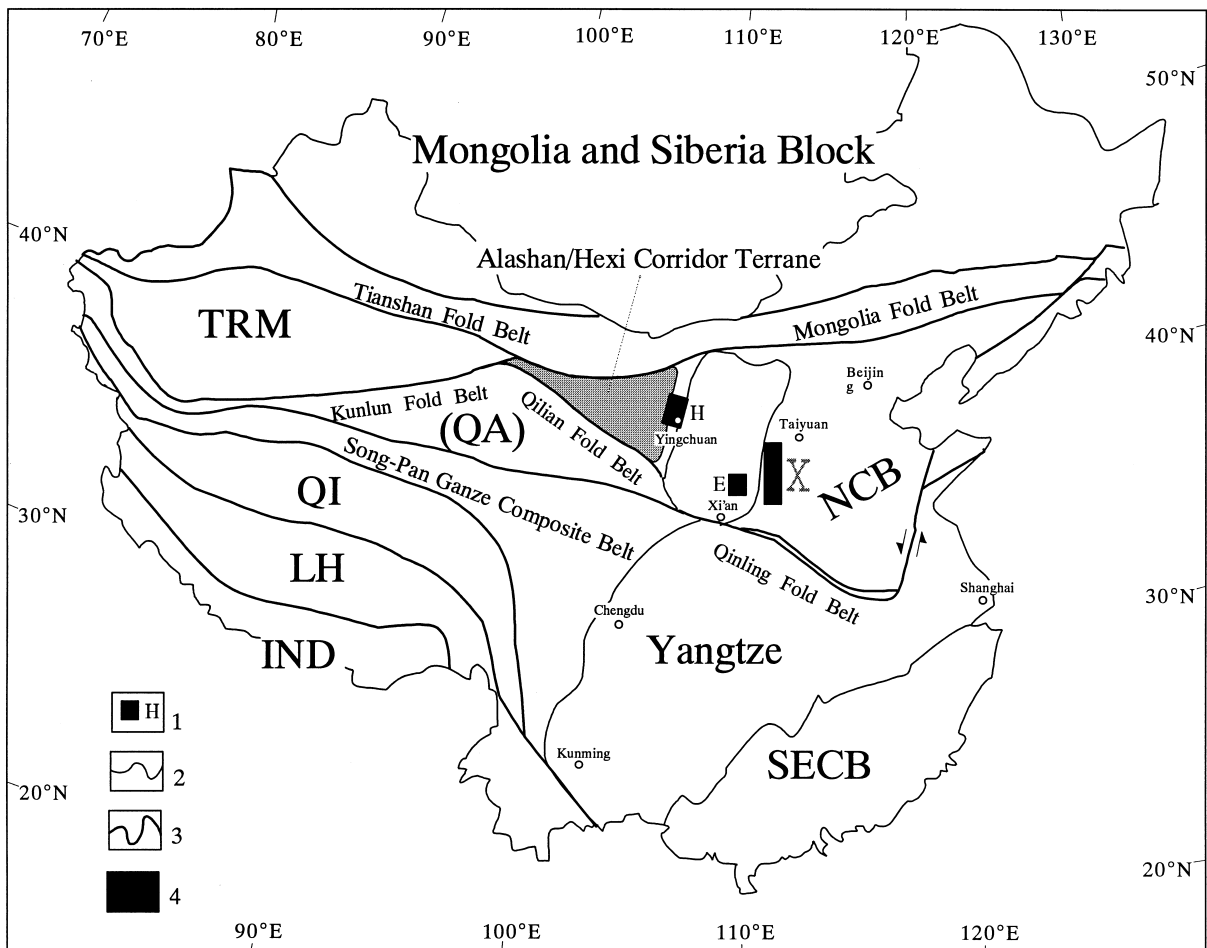 70°E 80°E 90°E 100°E 110°E 120°E 130°E
50°N
Mongolia and Siberia Block
40°N
Alashan/Hexi Corridor Terrane
Tianshan Fold Belt
Mongolia Fold Belt
TRM
40°N
Beijin
g
Kunlun Fold Belt
Qilian Fold Belt
H
(QA)
Yingchuan
Taiyuan
Song-Pan Ganze Composite Belt
QI
E
X
NCB
Xi'an
30°N
Qinling Fold Belt
LH
Shanghai
30°N
Chengdu
IND
Yangtze
H 1
Kunming
SECB
2
20°N
3
20°N
4
90°E 100°E 110°E 120°E